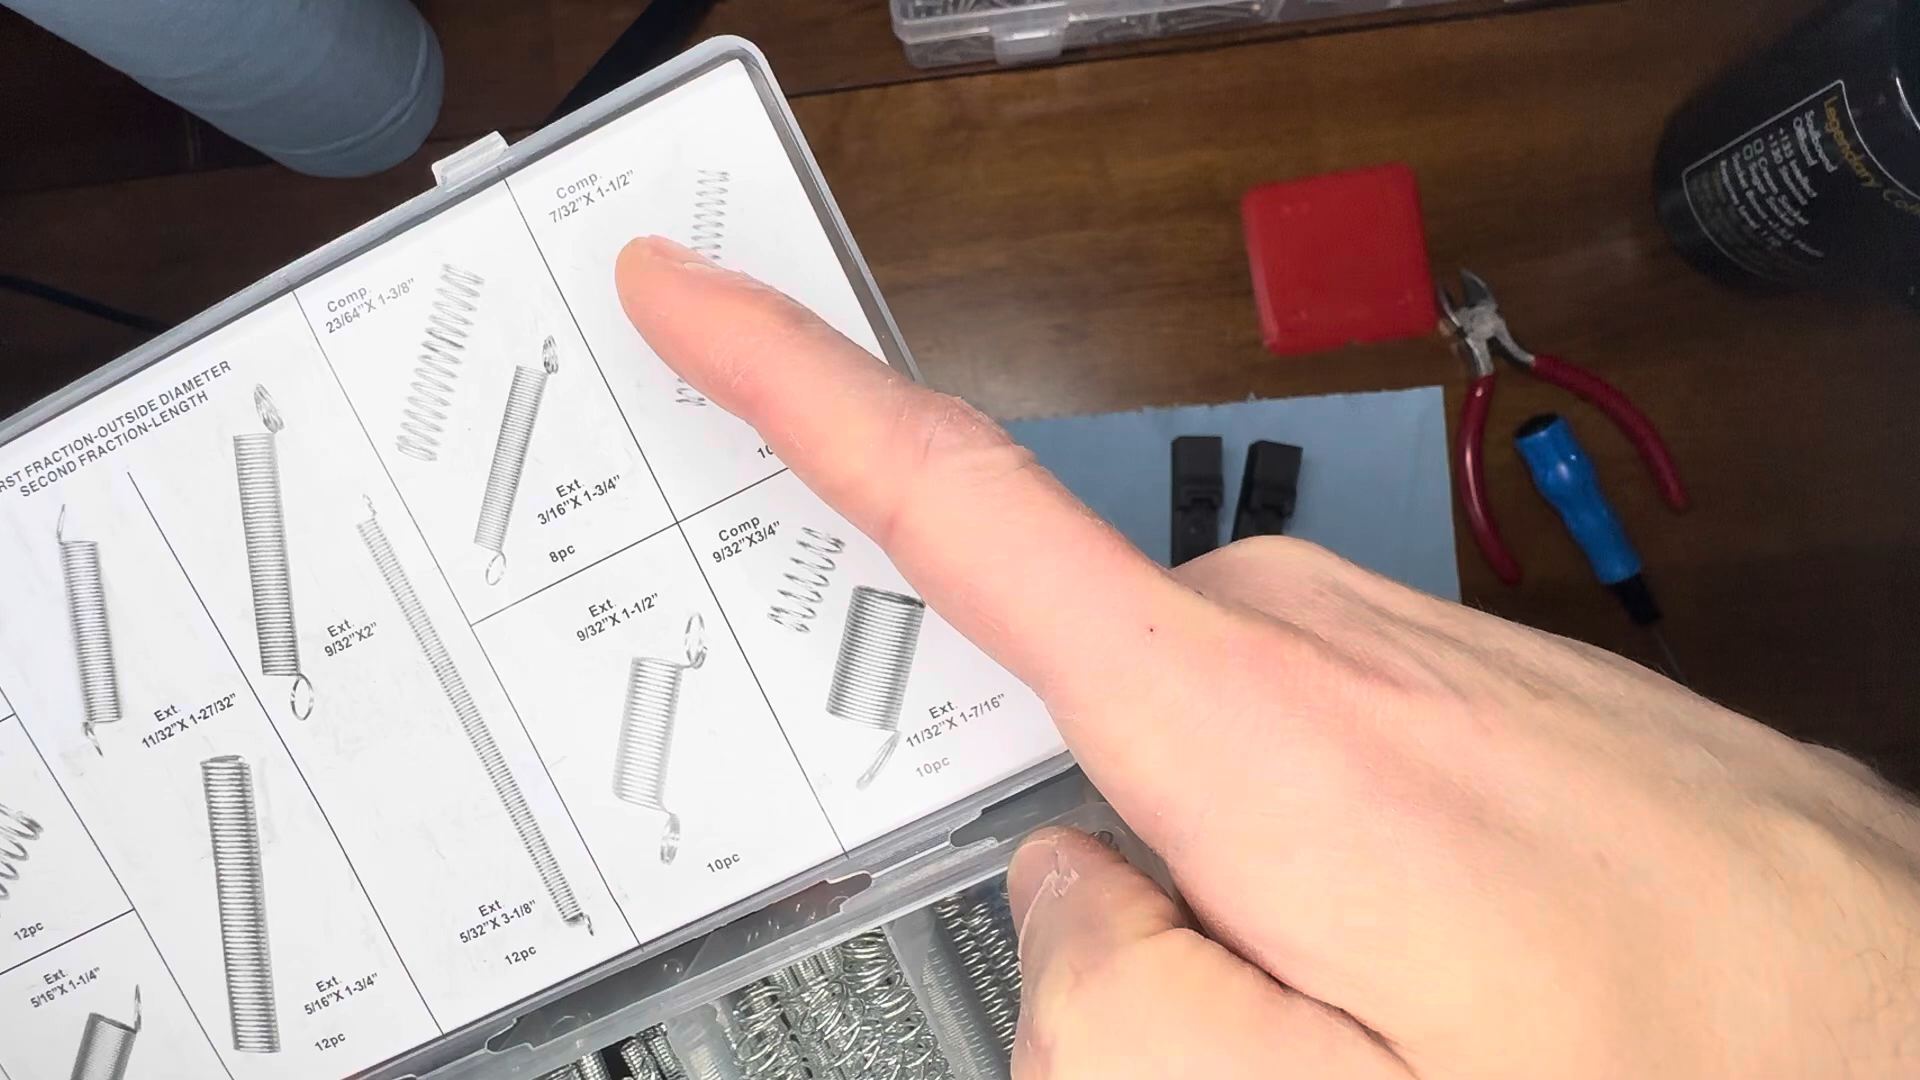 RST FRACTION-OUTSIDE DIAMETER
SECOND FRACTION-LENGTH
Comp.
23/64"X 1-3/8"
Comp.
7/32"X 1-1/2"
Ext.
3/16"X 1-3/4"
8pc
10
Comp
9/32"X3/4"
Ext.
9/32"X 1-1/2"
10pc
Ext.
11/32"X 1-7/16"
10pc
Ext.
9/32"X2"
Ext.
11/32"X 1-27/32"
Ext.
5/32"X 3-1/8"
12pc
Ext.
5/16"X 1-3/4"
12pc
12pc
Ext.
5/16"X 1-1/4"
Legendary
Soulbound